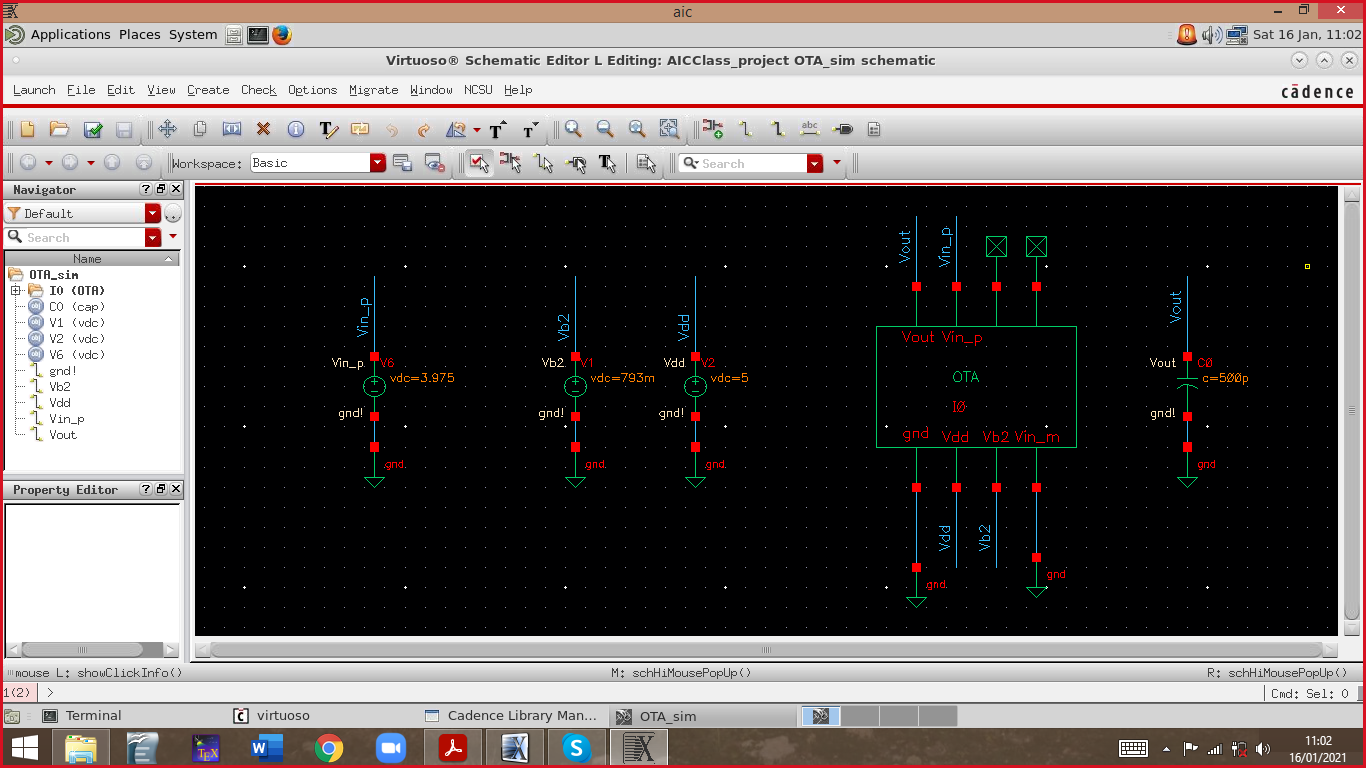 aic
Applications Places System
Sat 16 Jan, 11:02
Virtuoso® Schematic Editor L Editing: AICClass_project OTA_sim schematic
Launch File Edit View Create Check Options Migrate Window NCSU Help
cādence
T T T
abc
Workspace: Basic
T
Search
Navigator
Default
Search
Name
OTA_sim
I0 (OTA)
C0 (cap)
V1 (vdc)
V2 (vdc)
V6 (vdc)
gnd!
Vb2
Vdd
Vin_p
Vout
Property Editor
Vin_p
Vin_p V6
vdc=3.975
gnd!
gnd
Vb2
Vb2 V1
vdc=793m
gnd!
gnd
Vdd
Vdd V2
vdc=5
gnd!
gnd
Vout Vin_p
Vout Vin_p
OTA
I0
gnd Vdd Vb2 Vin_m
Vdd Vb2
gnd gnd
Vout
Vout C0
c=500p
gnd!
gnd
mouse L: showClickInfo() M: schHiMousePopUp() R: schHiMousePopUp()
1(2) > Cmd: Sel: 0
Terminal virtuoso Cadence Library Man... OTA_sim
11:02
16/01/2021